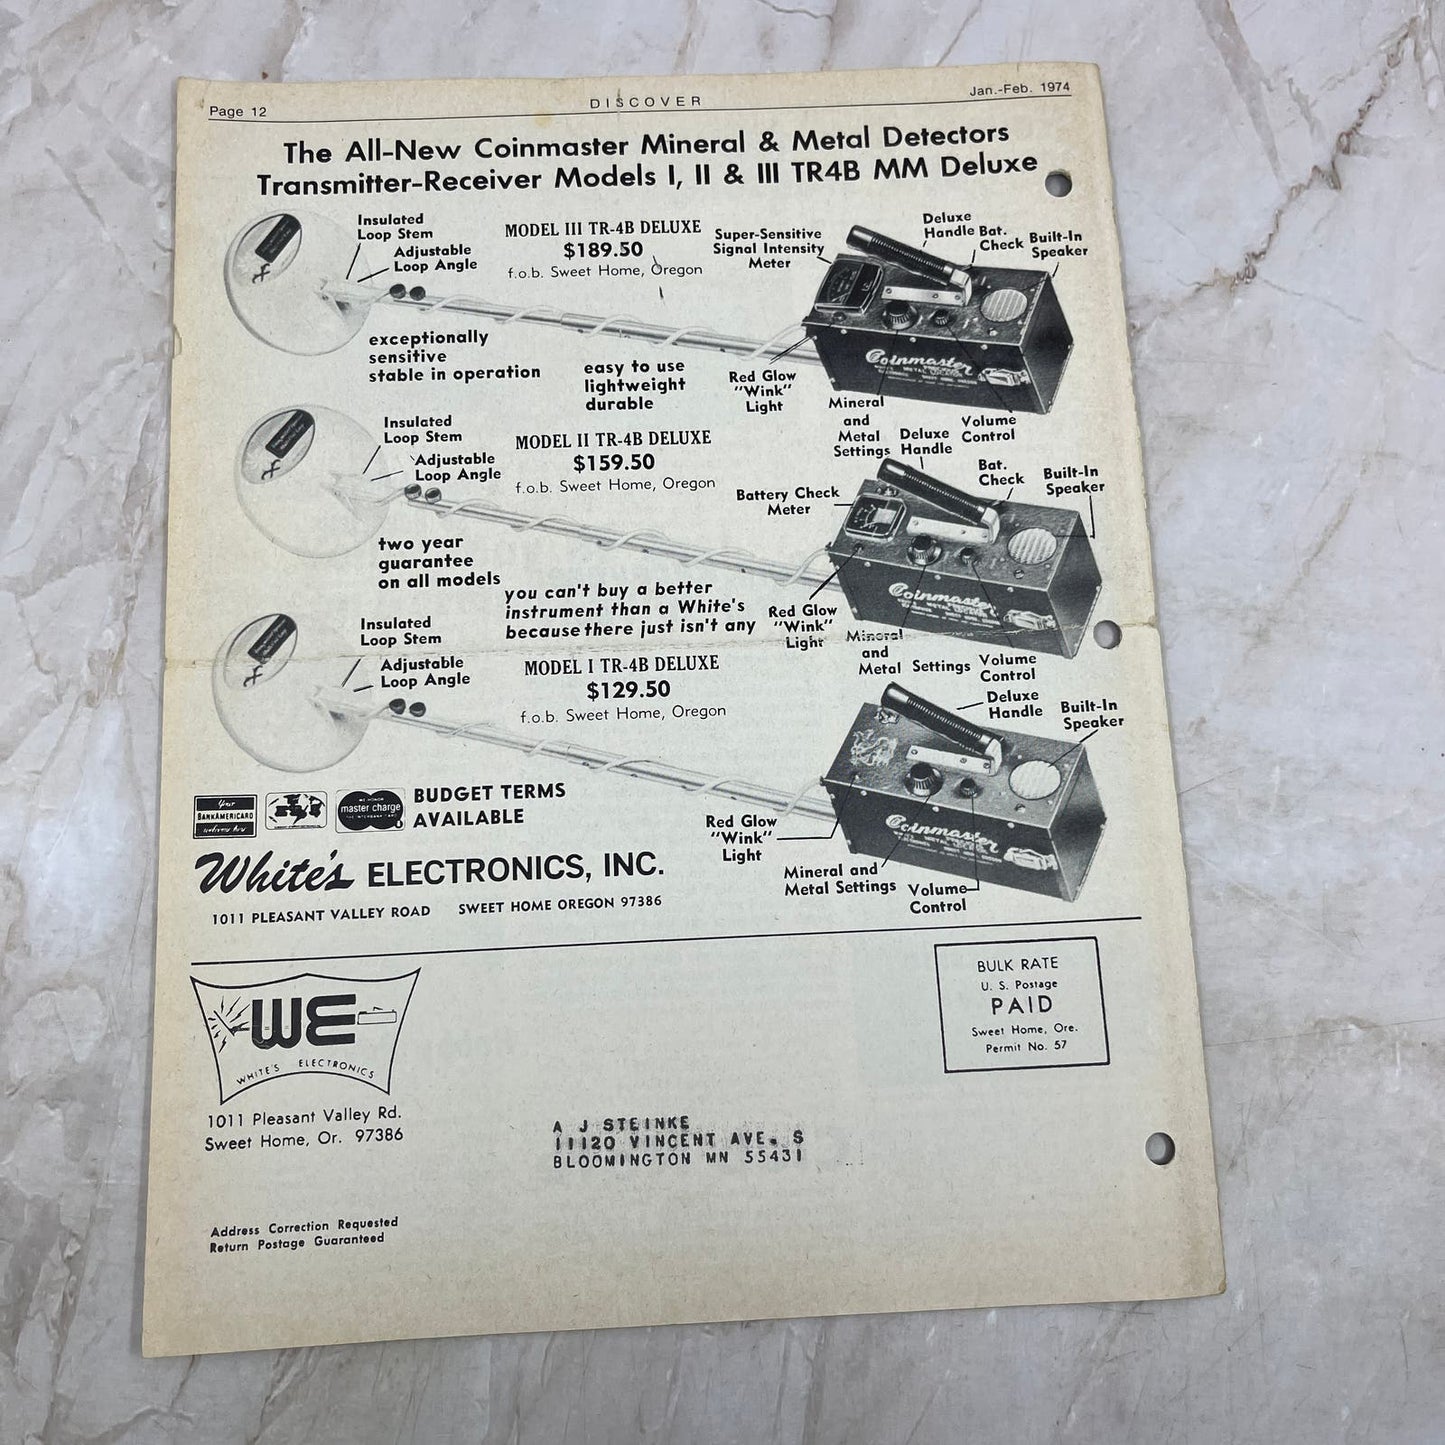 Page 12
DISCOVER
Jan.-Feb. 1974
The All-New Coinmaster Mineral & Metal Detectors
Transmitter-Receiver Models I, II & III TR4B MM Deluxe
Insulated
Loop Stem
Adjustable
Loop Angle
MODEL III TR-4B DELUXE
$189.50
f.o.b. Sweet Home, Oregon
Super-Sensitive
Signal Intensity
Meter
Deluxe
Handle
Bat.
Check
Built-In
Speaker
exceptionally
sensitive
stable in operation
easy to use
lightweight
durable
Red Glow
"Wink"
Light
Mineral
and
Metal
Settings
Volume
Control
Coinmaster
Insulated
Loop Stem
Adjustable
Loop Angle
MODEL II TR-4B DELUXE
$159.50
f.o.b. Sweet Home, Oregon
Battery Check
Meter
Deluxe
Handle
Bat.
Check
Built-In
Speaker
two year
guarantee
on all models
you can't buy a better
instrument than a White's
because there just isn't any
Red Glow
"Wink"
Light
Mineral
and
Metal Settings
Volume
Control
Coinmaster
Insulated
Loop Stem
Adjustable
Loop Angle
MODEL I TR-4B DELUXE
$129.50
f.o.b. Sweet Home, Oregon
Deluxe
Handle
Built-In
Speaker
Red Glow
"Wink"
Light
Mineral and
Metal Settings
Volume
Control
Coinmaster
BANKAMERICARD
welcome here
WE HONOR
master charge
THE INTERBANK CARD
BUDGET TERMS
AVAILABLE
White's ELECTRONICS, INC.
1011 PLEASANT VALLEY ROAD SWEET HOME OREGON 97386
WE
WHITE'S ELECTRONICS
1011 Pleasant Valley Rd.
Sweet Home, Or. 97386
BULK RATE
U. S. Postage
PAID
Sweet Home, Ore.
Permit No. 57
A J STEINKE
11120 VINCENT AVE. S
BLOOMINGTON MN 55431
Address Correction Requested
Return Postage Guaranteed